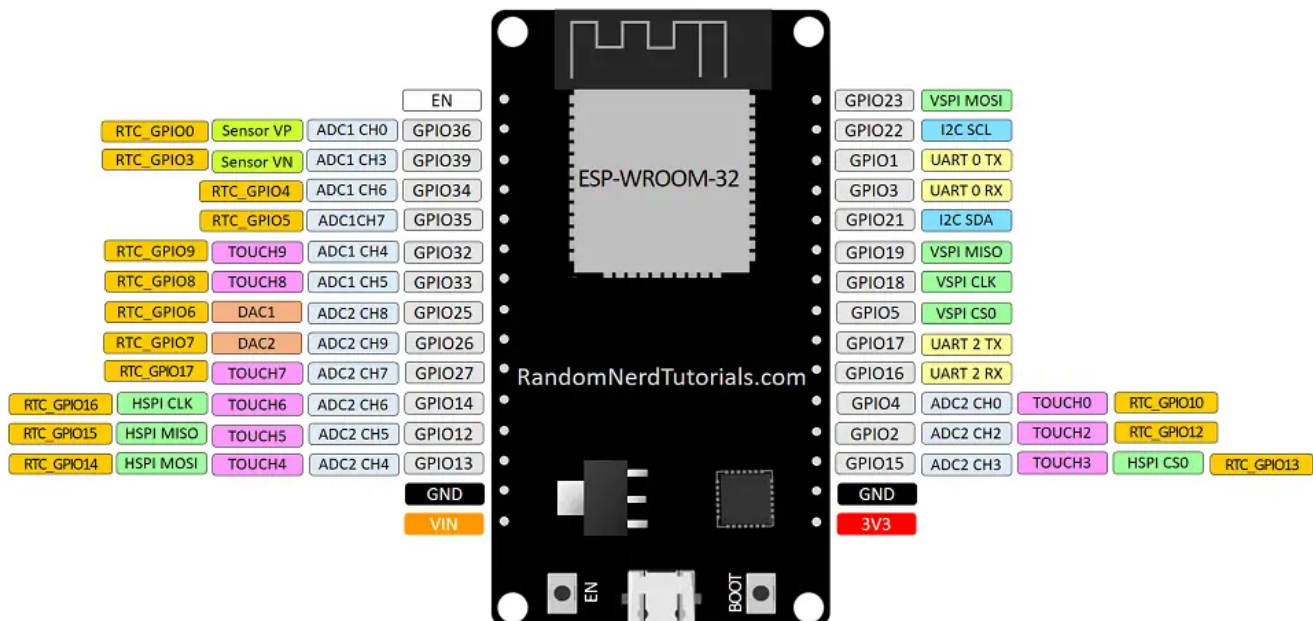 EN GPIO23 VSPI MOSI
RTC_GPIO0 Sensor VP ADC1 CH0 GPIO36 GPIO22 I2C SCL
RTC_GPIO3 Sensor VN ADC1 CH3 GPIO39 GPIO1 UART 0 TX
RTC_GPIO4 ADC1 CH6 GPIO34 ESP-WROOM-32 GPIO3 UART 0 RX
RTC_GPIO5 ADC1CH7 GPIO35 GPIO21 I2C SDA
RTC_GPIO9 TOUCH9 ADC1 CH4 GPIO32 GPIO19 VSPI MISO
RTC_GPIO8 TOUCH8 ADC1 CH5 GPIO33 GPIO18 VSPI CLK
RTC_GPIO6 DAC1 ADC2 CH8 GPIO25 GPIO5 VSPI CS0
RTC_GPIO7 DAC2 ADC2 CH9 GPIO26 GPIO17 UART 2 TX
RTC_GPIO17 TOUCH7 ADC2 CH7 GPIO27 RandomNerdTutorials.com GPIO16 UART 2 RX
RTC_GPIO16 HSPI CLK TOUCH6 ADC2 CH6 GPIO14 GPIO4 ADC2 CH0 TOUCH0 RTC_GPIO10
RTC_GPIO15 HSPI MISO TOUCH5 ADC2 CH5 GPIO12 GPIO2 ADC2 CH2 TOUCH2 RTC_GPIO12
RTC_GPIO14 HSPI MOSI TOUCH4 ADC2 CH4 GPIO13 GPIO15 ADC2 CH3 TOUCH3 HSPI CS0 RTC_GPIO13
GND GND
VIN 3V3
EN BOOT